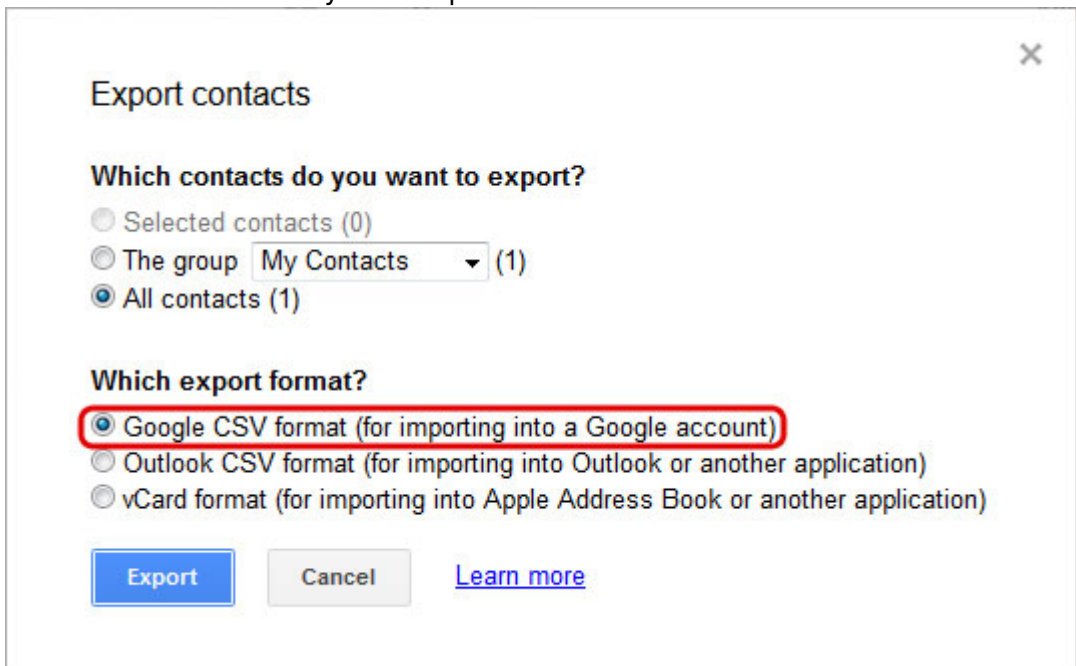 Export contacts
Which contacts do you want to export?
Selected contacts (0)
The group My Contacts (1)
All contacts (1)
Which export format?
Google CSV format (for importing into a Google account)
Outlook CSV format (for importing into Outlook or another application)
vCard format (for importing into Apple Address Book or another application)
Export Cancel Learn more